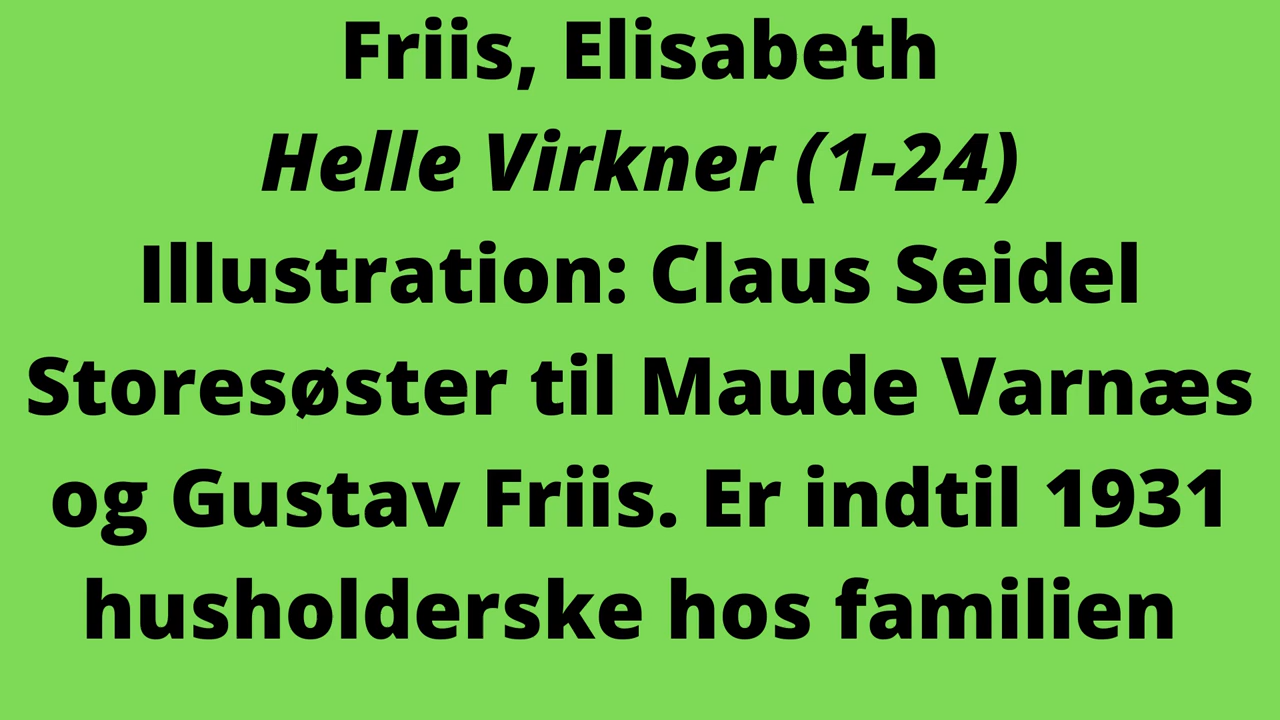 Friis, Elisabeth
Helle Virkner (1-24)
Illustration: Claus Seidel
Storesøster til Maude Varnæs
og Gustav Friis. Er indtil 1931
husholderske hos familien